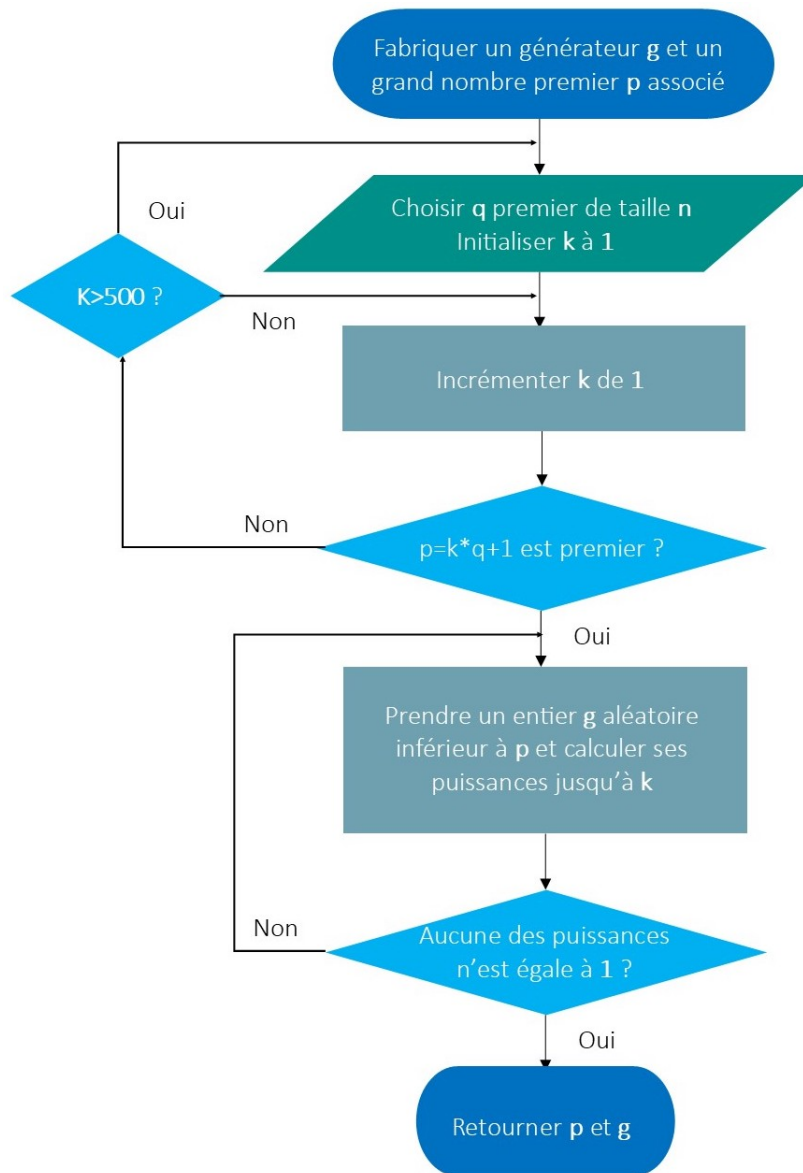 Fabriquer un générateur g et un
grand nombre premier p associé
Oui
Choisir q premier de taille n
Initialiser k à 1
K>500 ?
Non
Incrémenter k de 1
Non
p=k*q+1 est premier ?
Oui
Prendre un entier g aléatoire
inférieur à p et calculer ses
puissances jusqu’à k
Non
Aucune des puissances
n’est égale à 1 ?
Oui
Retourner p et g